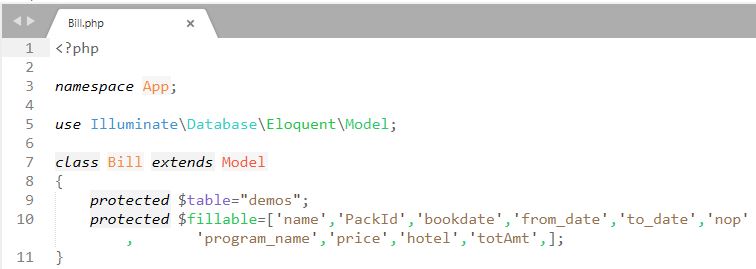 Bill.php ×
1 <?php
2
3 namespace App;
4
5 use Illuminate\Database\Eloquent\Model;
6
7 class Bill extends Model
8 {
9     protected $table="demos";
10     protected $fillable=['name','PackId','bookdate','from_date','to_date','nop'
,       'program_name','price','hotel','totAmt',];
11 }